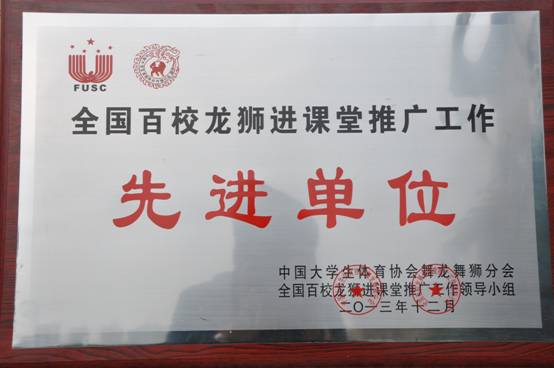 FUSC
全国百校龙狮进课堂推广工作
先进单位
中国大学生体育协会舞龙舞狮分会
全国百校龙狮进课堂推广工作领导小组
二〇一三年十二月